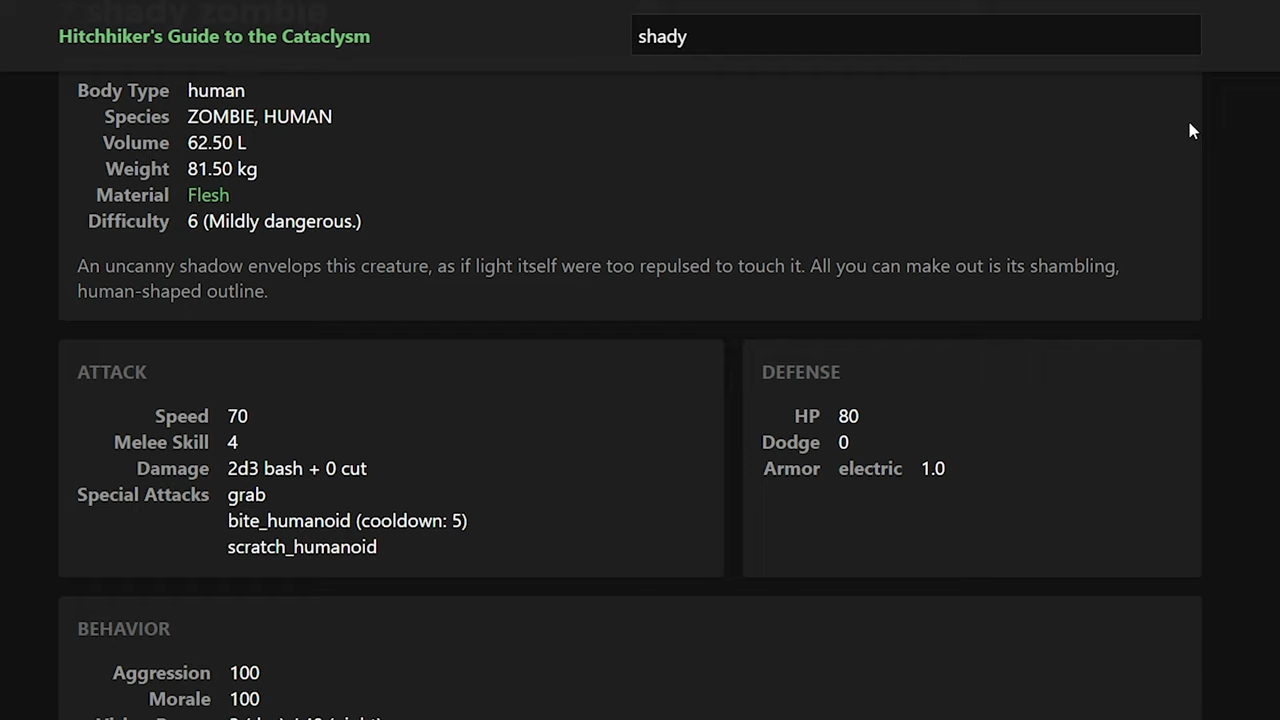 shady zombie
Hitchhiker's Guide to the Cataclysm
shady
Body Type human
Species ZOMBIE, HUMAN
Volume 62.50 L
Weight 81.50 kg
Material Flesh
Difficulty 6 (Mildly dangerous.)
An uncanny shadow envelops this creature, as if light itself were too repulsed to touch it. All you can make out is its shambling,
human-shaped outline.
ATTACK
Speed 70
Melee Skill 4
Damage 2d3 bash + 0 cut
Special Attacks grab
bite_humanoid (cooldown: 5)
scratch_humanoid
DEFENSE
HP 80
Dodge 0
Armor electric 1.0
BEHAVIOR
Aggression 100
Morale 100